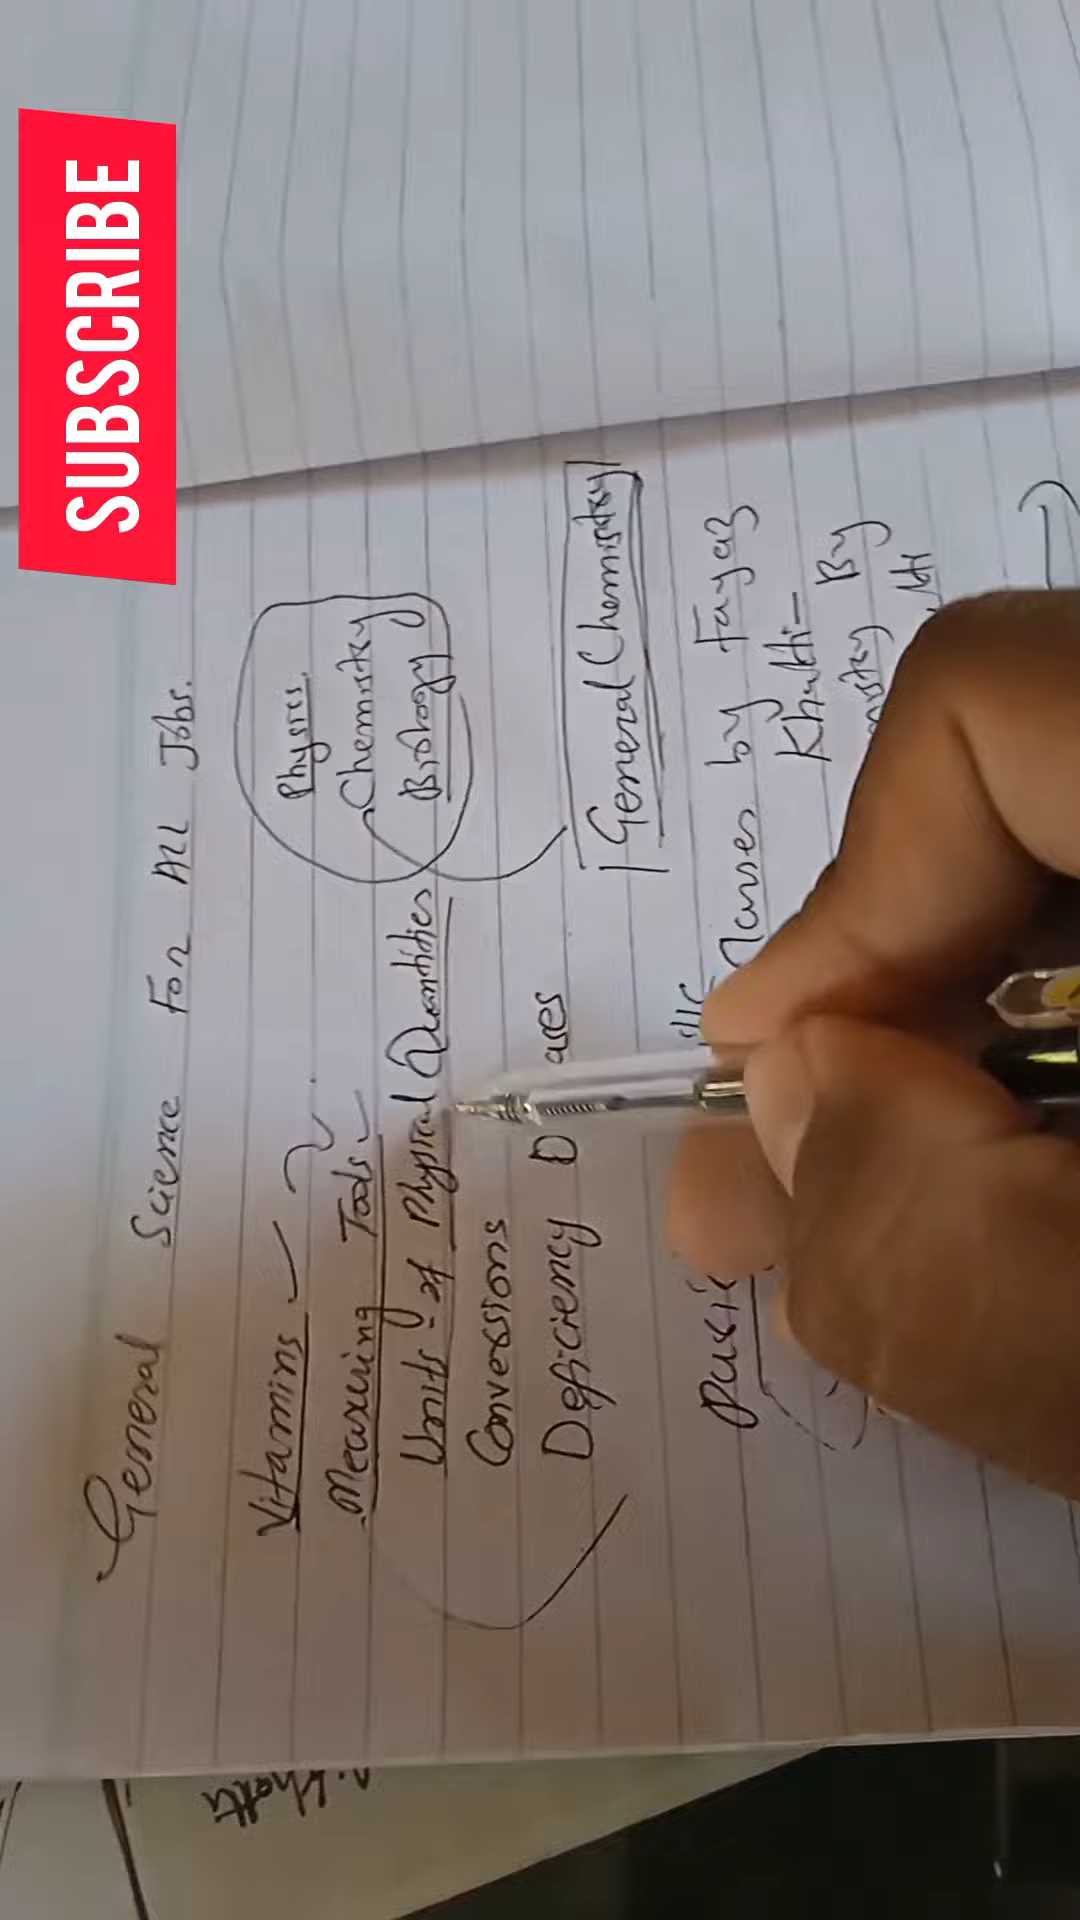 SUBSCRIBE
General Science For ALL Jobs.
Vitamins
Physics
Measuring Tools
Chemistry
Units of Physical Quantities
Biology
Conversions
Deficiency D ases
General Chemistry
by Fayaz
Khatti
By